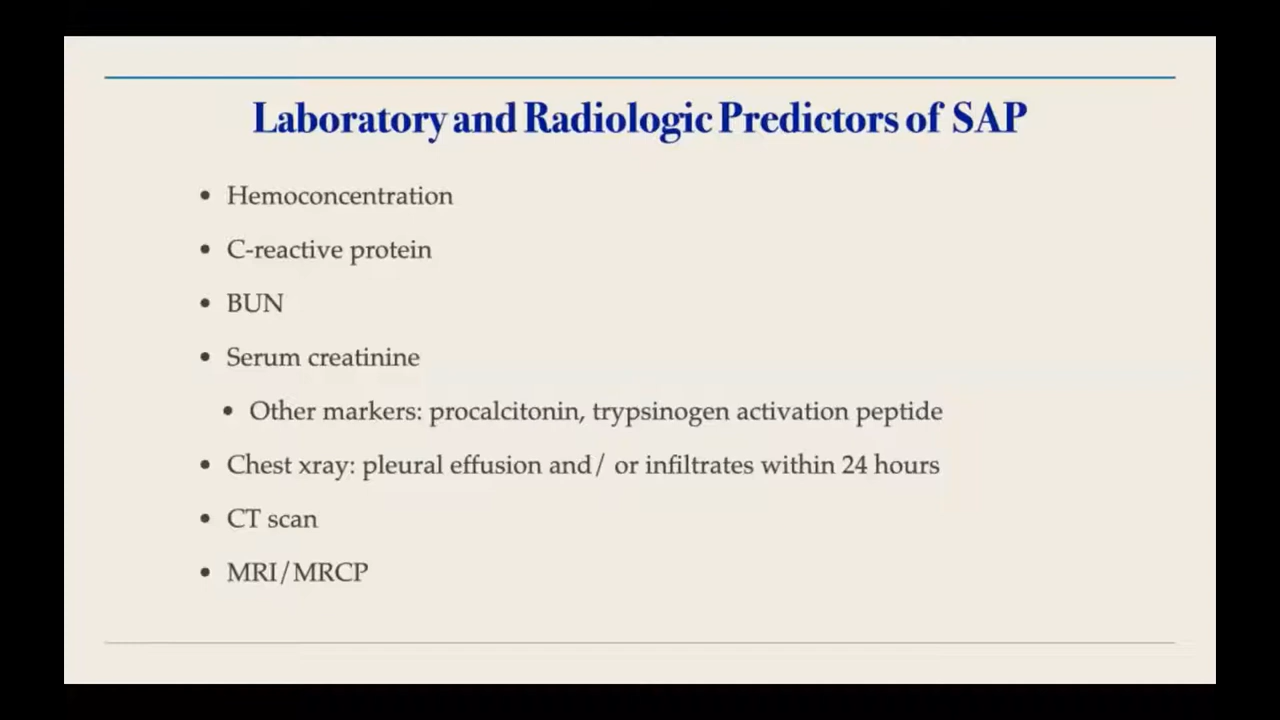 Laboratory and Radiologic Predictors of SAP
• Hemoconcentration
• C-reactive protein
• BUN
• Serum creatinine
• Other markers: procalcitonin, trypsinogen activation peptide
• Chest xray: pleural effusion and/ or infiltrates within 24 hours
• CT scan
• MRI/MRCP